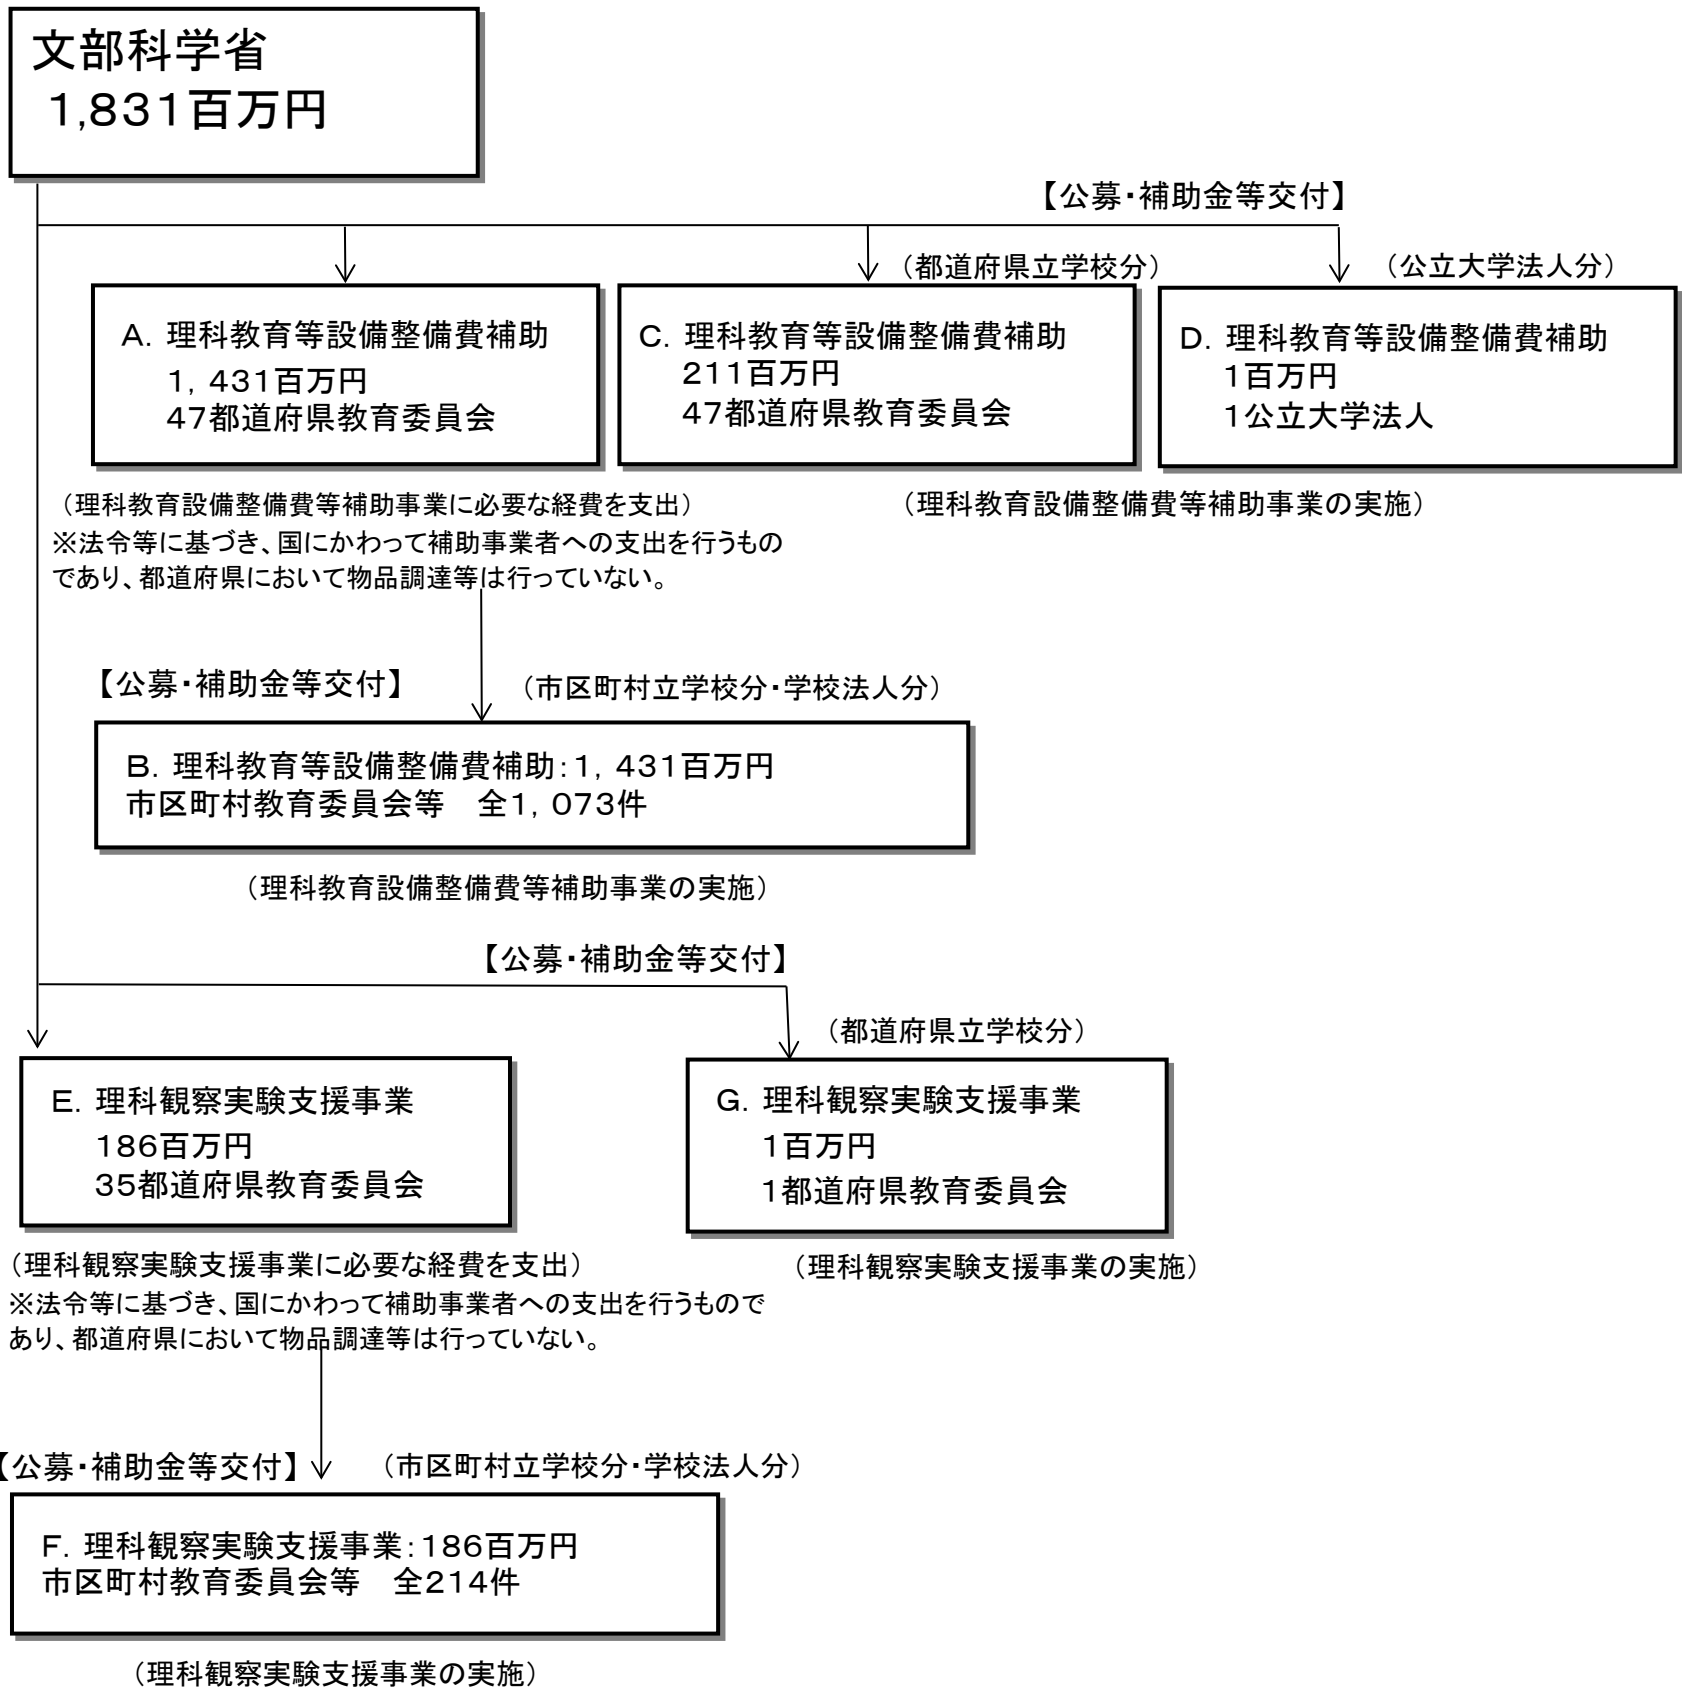 文部科学省
1,831百万円
【公募・補助金等交付】
（都道府県立学校分）
（公立大学法人分）
A．理科教育等設備整備費補助
1，431百万円
47都道府県教育委員会
C．理科教育等設備整備費補助
211百万円
47都道府県教育委員会
D．理科教育等設備整備費補助
1百万円
1公立大学法人
（理科教育設備整備費等補助事業に必要な経費を支出）
※法令等に基づき、国にかわって補助事業者への支出を行うもの
であり、都道府県において物品調達等は行っていない。
（理科教育設備整備費等補助事業の実施）
【公募・補助金等交付】
（市区町村立学校分・学校法人分）
B．理科教育等設備整備費補助：1，431百万円
市区町村教育委員会等　全1，073件
（理科教育設備整備費等補助事業の実施）
【公募・補助金等交付】
（都道府県立学校分）
E．理科観察実験支援事業
186百万円
35都道府県教育委員会
G．理科観察実験支援事業
1百万円
1都道府県教育委員会
（理科観察実験支援事業に必要な経費を支出）
※法令等に基づき、国にかわって補助事業者への支出を行うもので
あり、都道府県において物品調達等は行っていない。
（理科観察実験支援事業の実施）
【公募・補助金等交付】
（市区町村立学校分・学校法人分）
F．理科観察実験支援事業：186百万円
市区町村教育委員会等　全214件
（理科観察実験支援事業の実施）